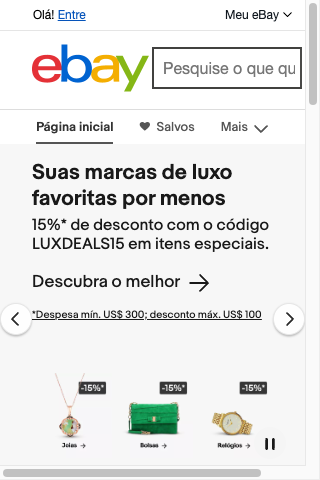 Olá! Entre
Meu eBay
ebay
Pesquise o que qu
Página inicial
Salvos
Mais
Suas marcas de luxo
favoritas por menos
15%* de desconto com o código
LUXDEALS15 em itens especiais.
Descubra o melhor
*Despesa mín. US$ 300; desconto máx. US$ 100
-15%*
-15%*
-15%*
Joias
Bolsas
Relógios